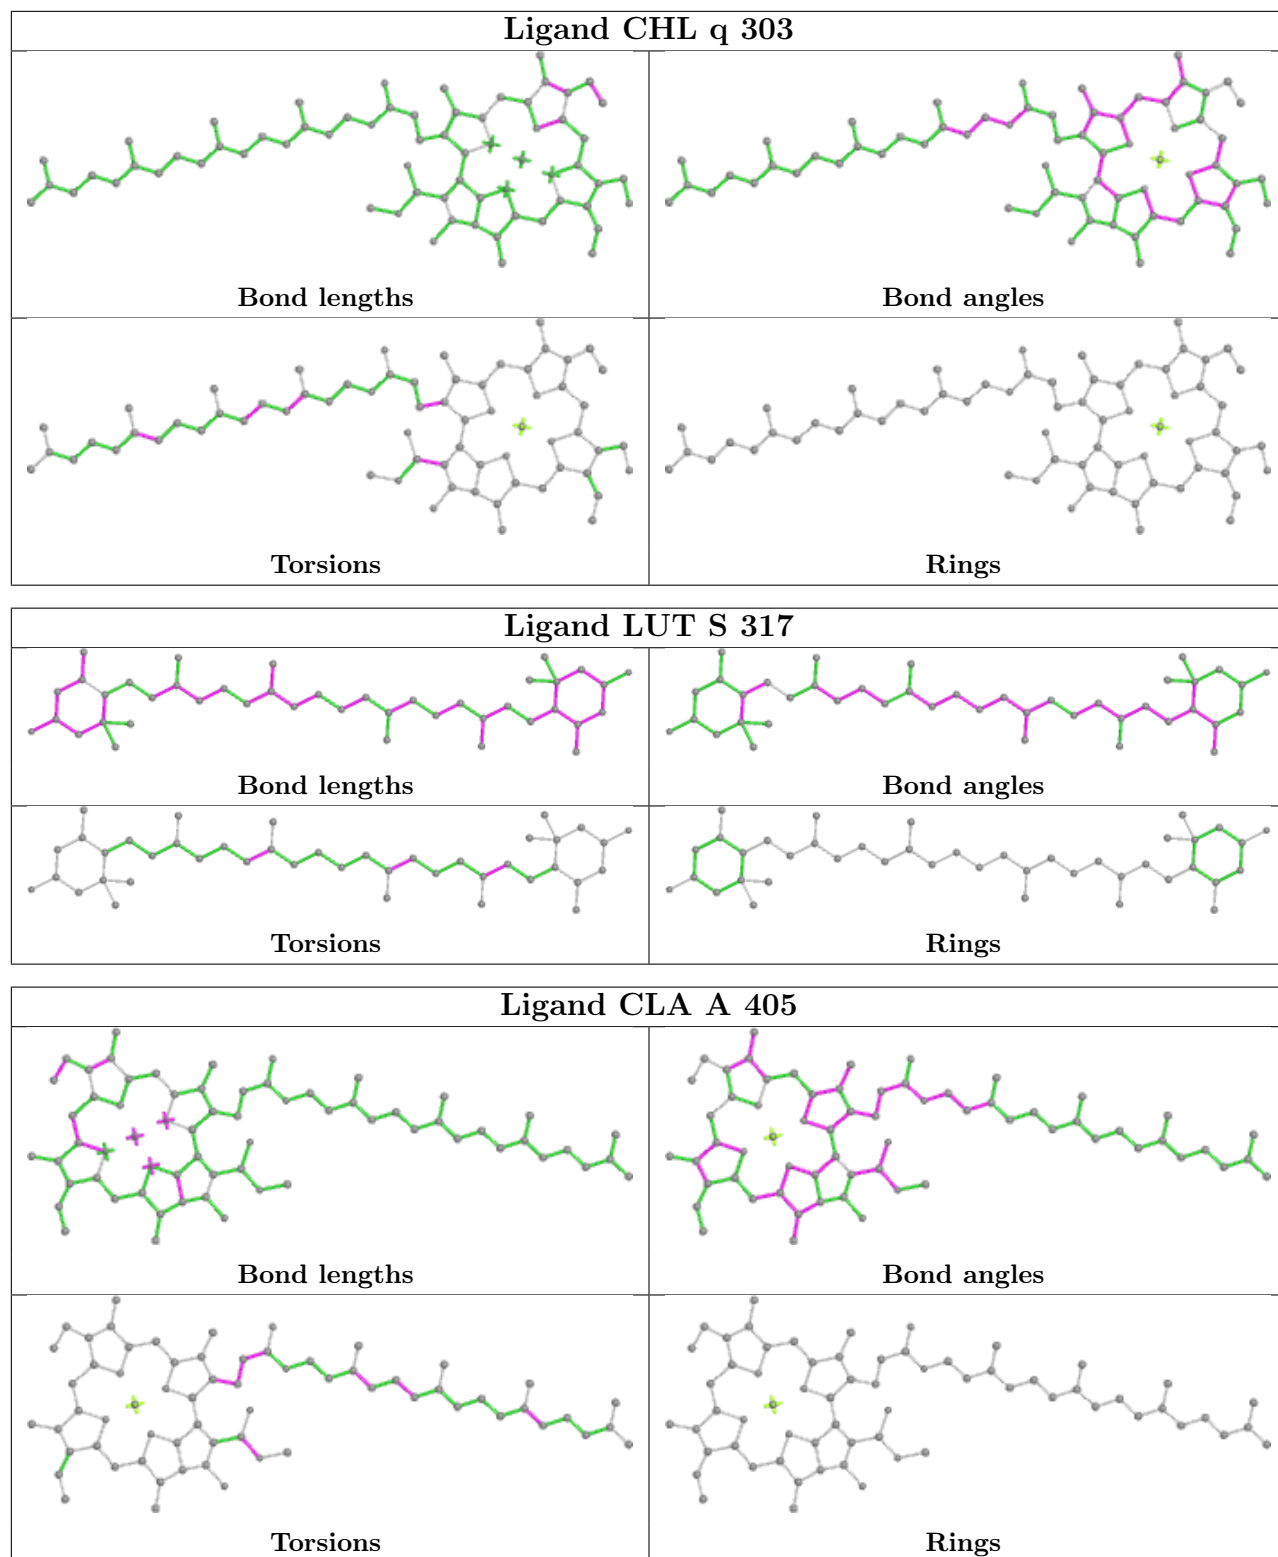 Ligand CHL q 303
Bond lengths
Bond angles
Torsions
Rings
Ligand LUT S 317
Bond lengths
Bond angles
Torsions
Rings
Ligand CLA A 405
Bond lengths
Bond angles
Torsions
Rings